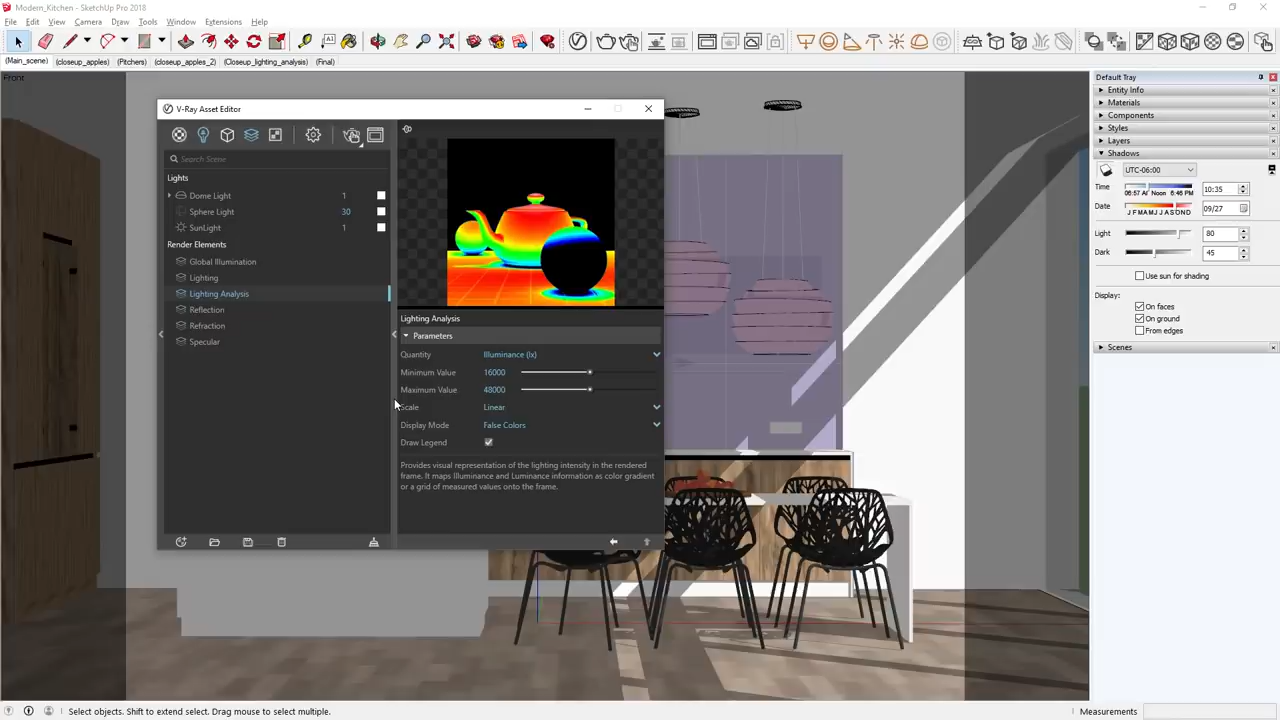 Modern_Kitchen - SketchUp Pro 2018
File Edit View Camera Draw Tools Window Extensions Help
(Main_scene) (closeup_apples) (Pitchers) (closeup_apples_2) (Closeup_lighting_analysis) (Final)
Front
V-Ray Asset Editor
Search Scene
Lights
Dome Light 1
Sphere Light 30
SunLight 1
Render Elements
Global Illumination
Lighting
Lighting Analysis
Reflection
Refraction
Specular
Lighting Analysis
Parameters
Quantity Illuminance (lx)
Minimum Value 16000
Maximum Value 48000
Scale Linear
Display Mode False Colors
Draw Legend
Provides visual representation of the lighting intensity in the rendered
frame. It maps Illuminance and Luminance information as color gradient
or a grid of measured values onto the frame.
Default Tray
Entity Info
Materials
Components
Styles
Layers
Shadows
UTC-06:00
Time 06:57 AM Noon 6:46 PM 10:35
Date J F M A M J J A S O N D 09/27
Light 80
Dark 45
Use sun for shading
Display:
On faces
On ground
From edges
Scenes
Select objects. Shift to extend select. Drag mouse to select multiple.
Measurements